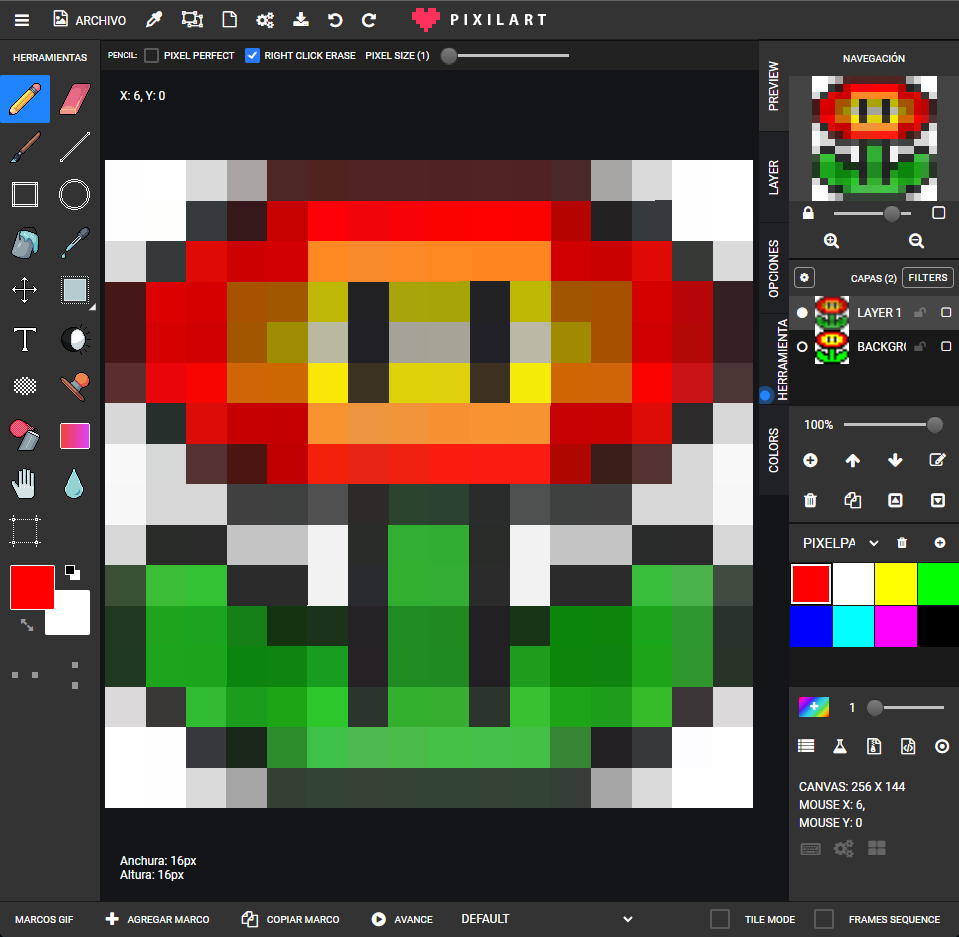 ARCHIVO
PIXILART
HERRAMIENTAS
PENCIL: PIXEL PERFECT RIGHT CLICK ERASE PIXEL SIZE (1)
X: 6, Y: 0
PREVIEW
LAYER
OPCIONES
HERRAMIENTA
COLORS
NAVEGACIÓN
CAPAS (2) FILTERS
LAYER 1
BACKGR
100%
PIXELPA
1
CANVAS: 256 X 144
MOUSE X: 6,
MOUSE Y: 0
Anchura: 16px
Altura: 16px
MARCOS GIF AGREGAR MARCO COPIAR MARCO AVANCE DEFAULT TILE MODE FRAMES SEQUENCE